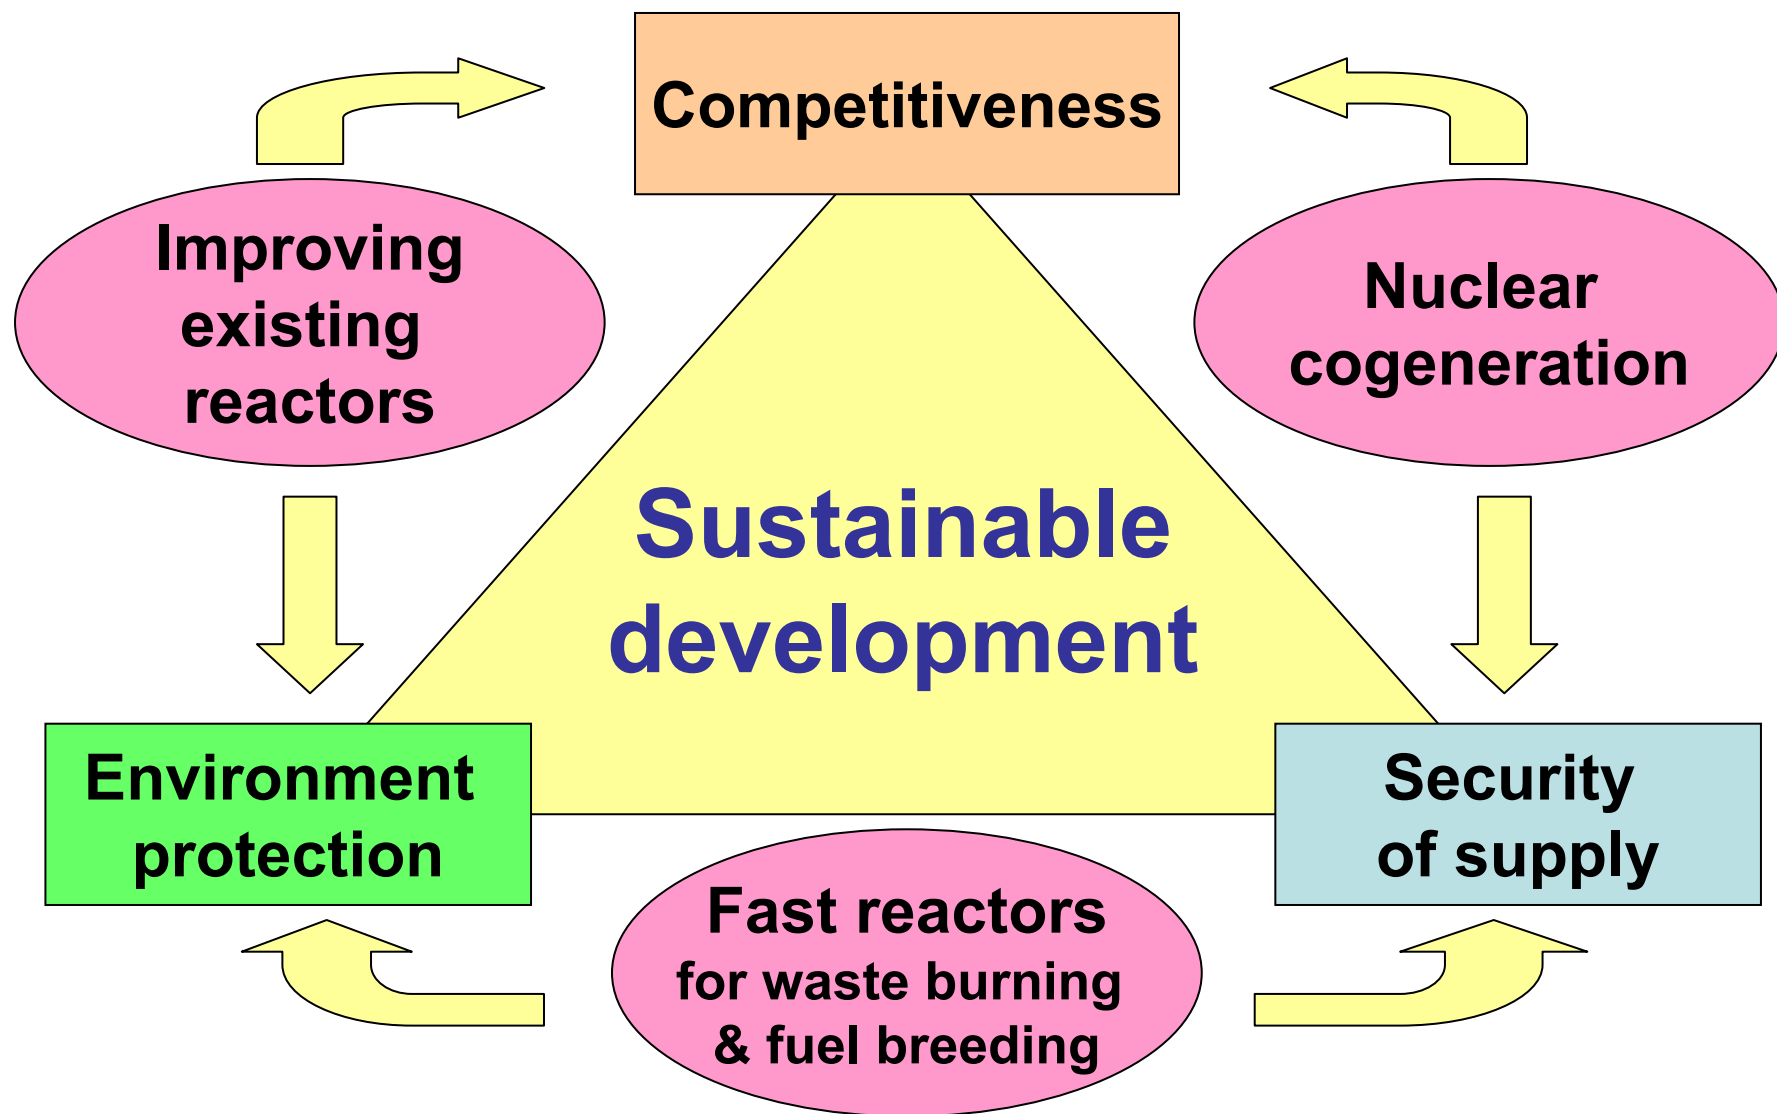 Competitiveness
Improving
existing
reactors
Nuclear
cogeneration
Sustainable
development
Environment
protection
Security
of supply
Fast reactors
for waste burning
& fuel breeding